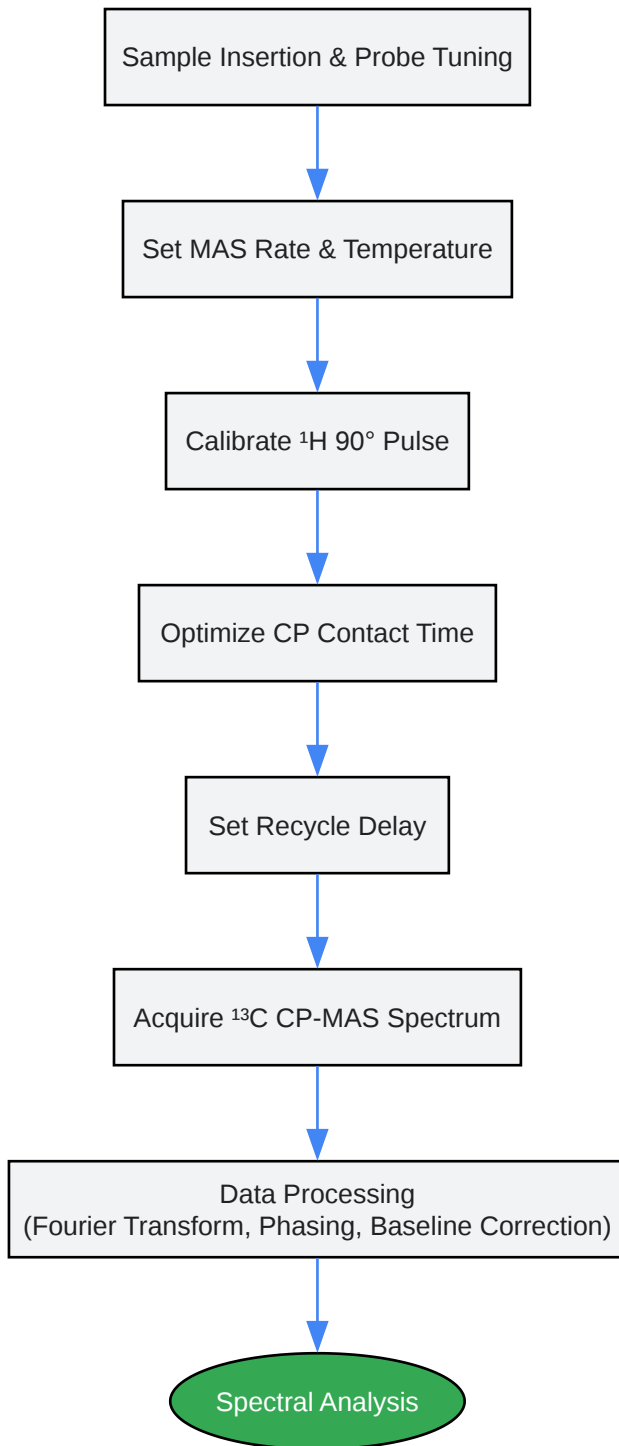 Sample Insertion & Probe Tuning
Set MAS Rate & Temperature
Calibrate ¹H 90° Pulse
Optimize CP Contact Time
Set Recycle Delay
Acquire ¹³C CP-MAS Spectrum
Data Processing
(Fourier Transform, Phasing, Baseline Correction)
Spectral Analysis